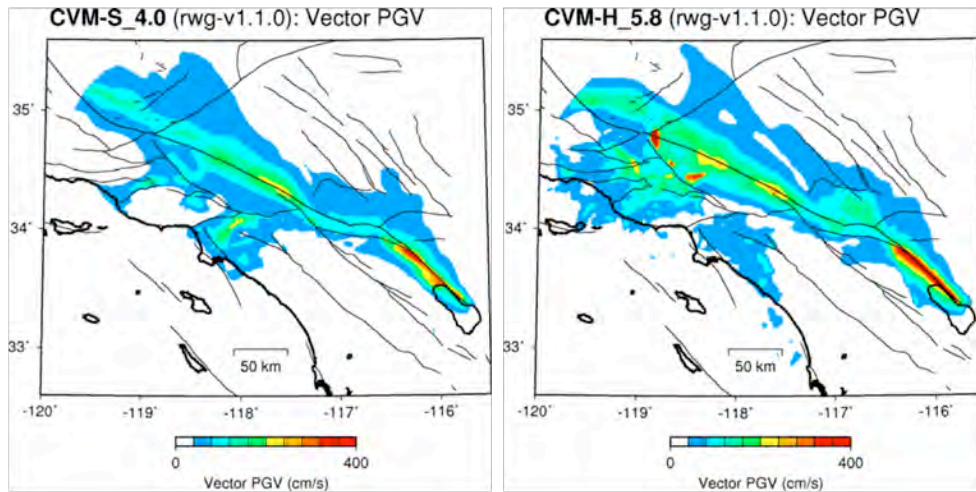 CVM-S_4.0 (rwg-v1.1.0): Vector PGV
35˚
34˚
33˚
50 km
-120˚ -119˚ -118˚ -117˚ -116˚
0 400
Vector PGV (cm/s)
CVM-H_5.8 (rwg-v1.1.0): Vector PGV
35˚
34˚
33˚
50 km
-120˚ -119˚ -118˚ -117˚ -116˚
0 400
Vector PGV (cm/s)